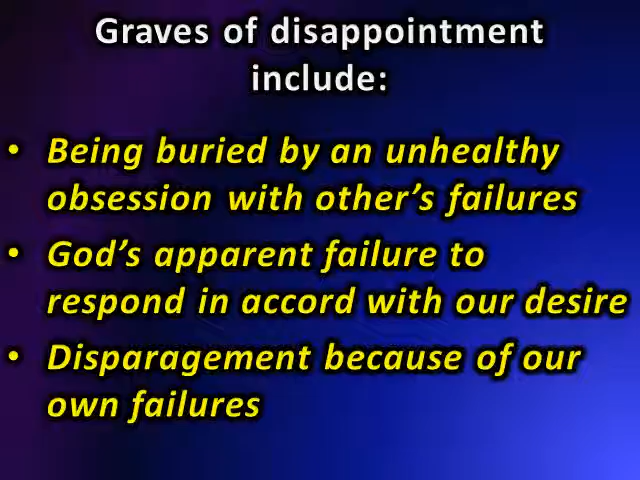 Graves of disappointment
include:
• Being buried by an unhealthy
obsession with other's failures
• God's apparent failure to
respond in accord with our desire
• Disparagement because of our
own failures